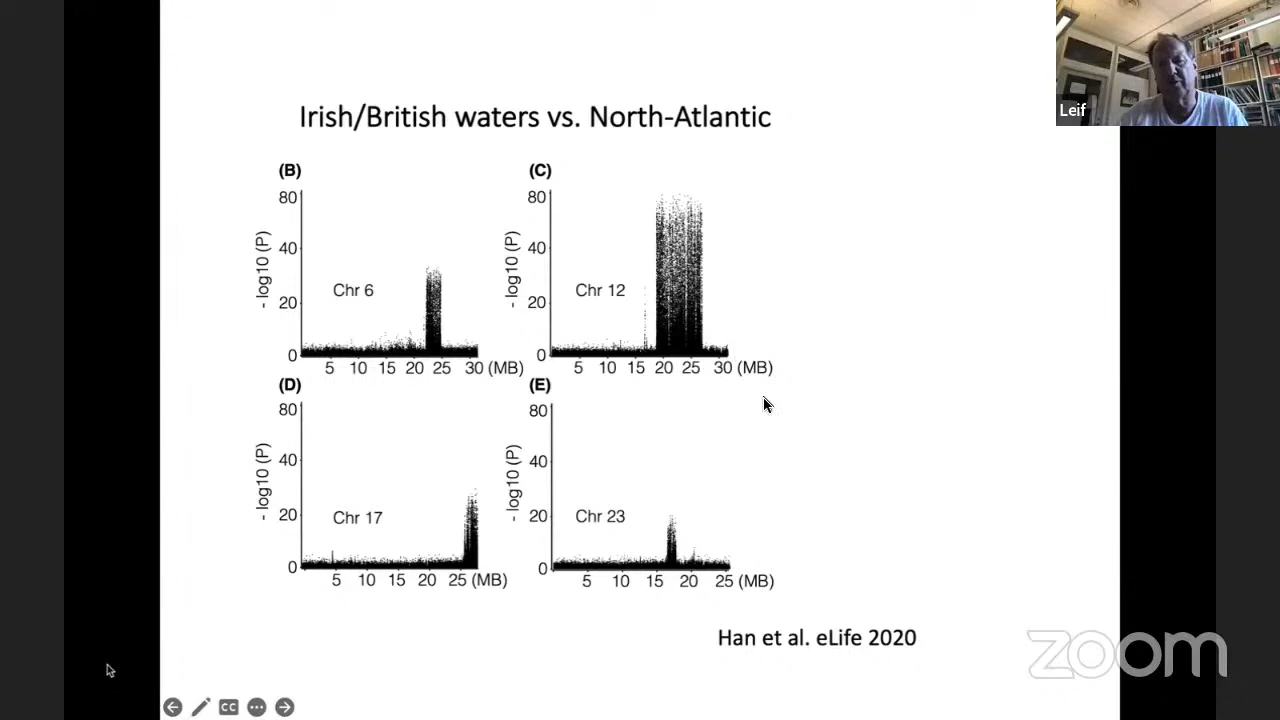 Leif
Irish/British waters vs. North-Atlantic
(B)
80
40
20
0
- log10 (P)
Chr 6
5 10 15 20 25 30 (MB)
(C)
80
40
20
0
- log10 (P)
Chr 12
5 10 15 20 25 30 (MB)
(D)
80
40
20
0
- log10 (P)
Chr 17
5 10 15 20 25 (MB)
(E)
80
40
20
0
- log10 (P)
Chr 23
5 10 15 20 25 (MB)
Han et al. eLife 2020
zoom
CC